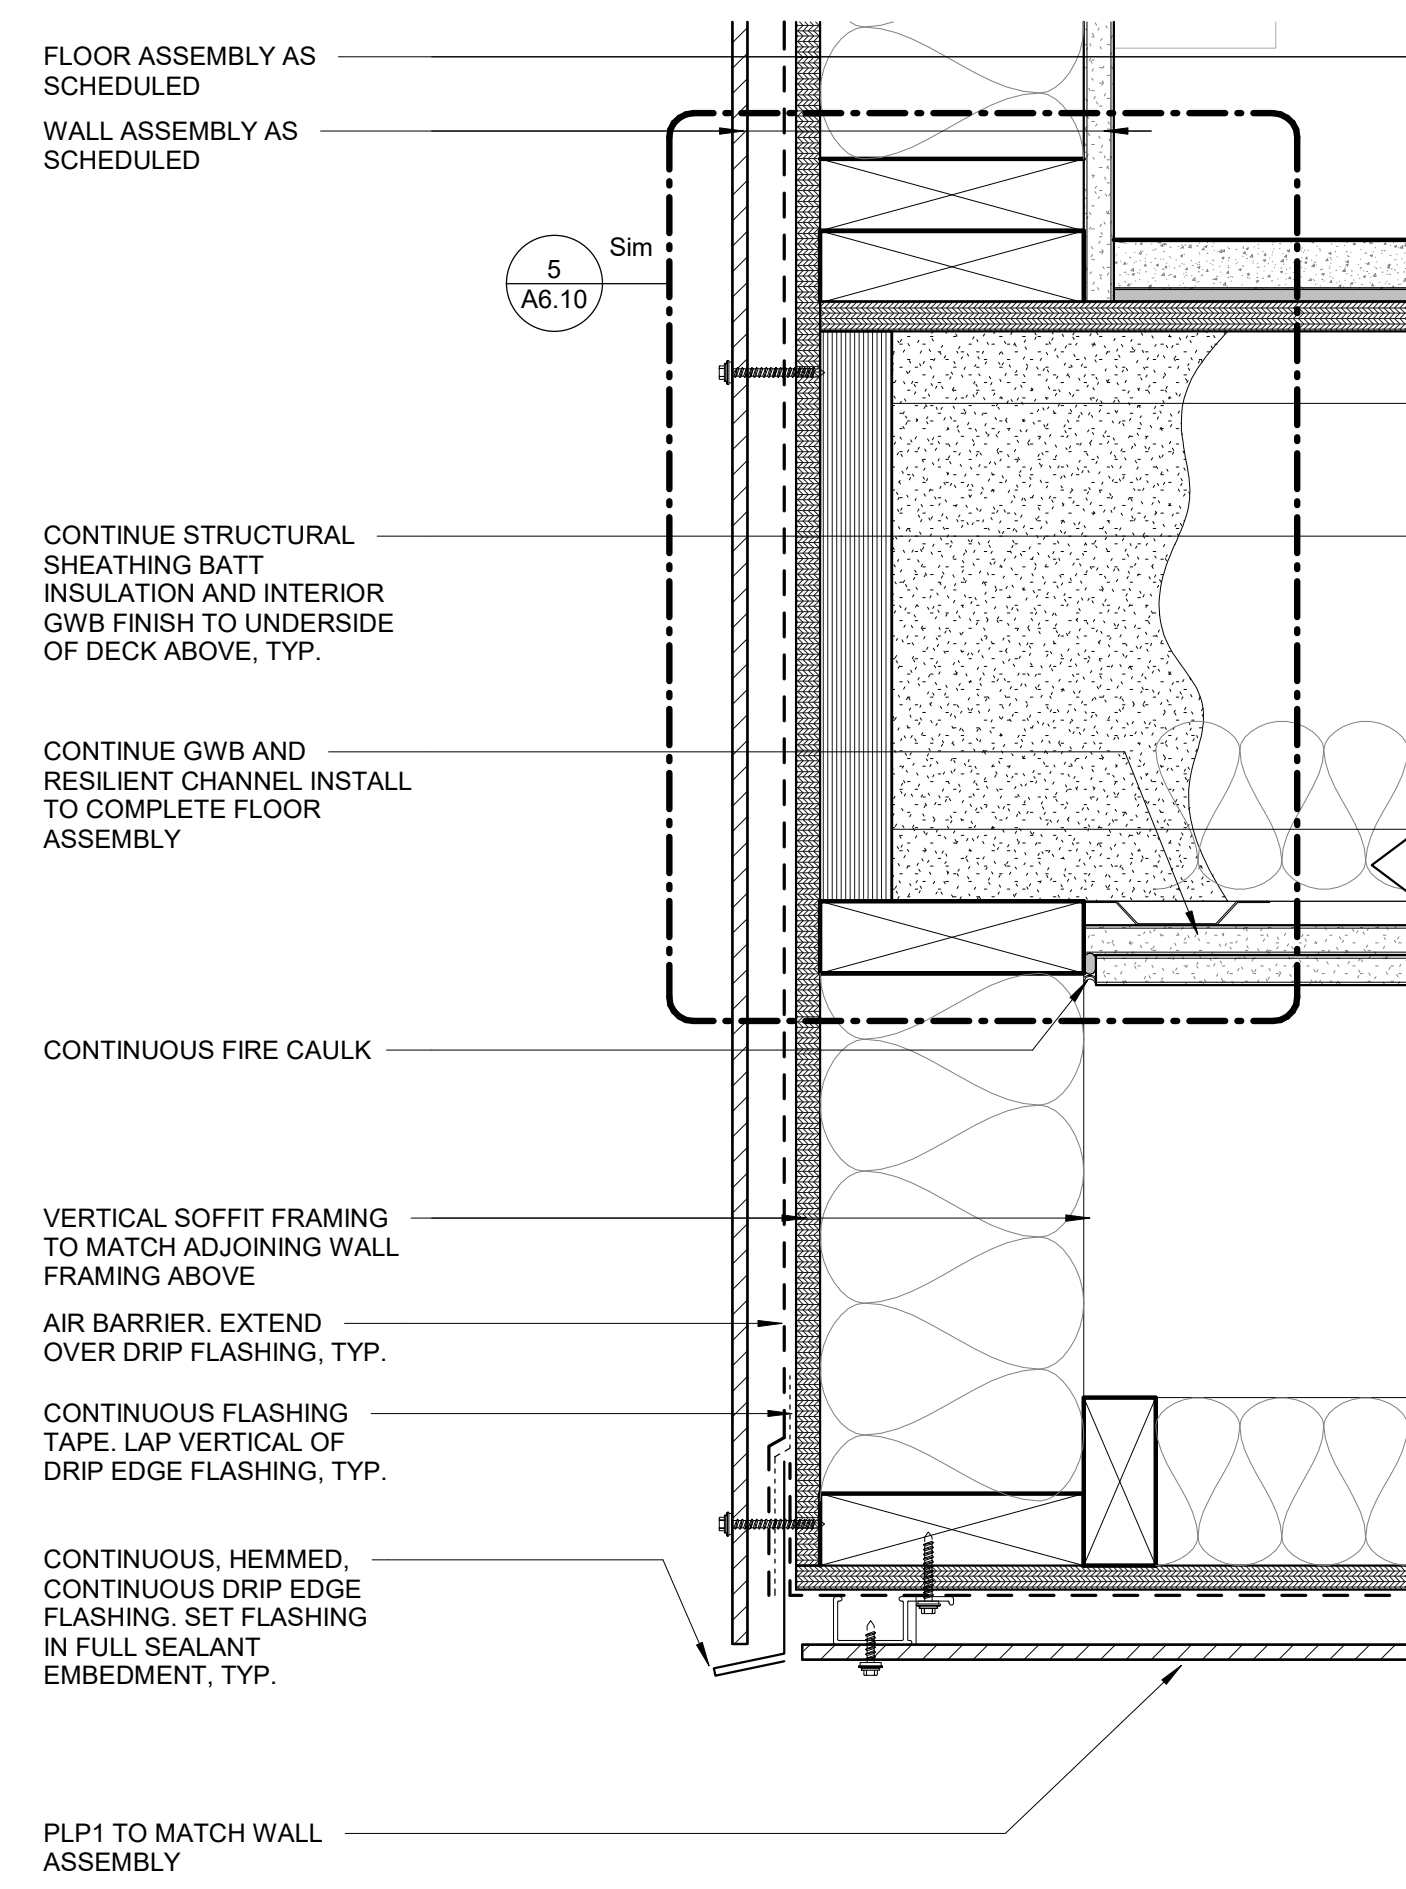 FLOOR ASSEMBLY AS
SCHEDULED
WALL ASSEMBLY AS
SCHEDULED
Sim
5
A6.10
CONTINUE STRUCTURAL
SHEATHING BATT
INSULATION AND INTERIOR
GWB FINISH TO UNDERSIDE
OF DECK ABOVE, TYP.
CONTINUE GWB AND
RESILIENT CHANNEL INSTALL
TO COMPLETE FLOOR
ASSEMBLY
CONTINUOUS FIRE CAULK
VERTICAL SOFFIT FRAMING
TO MATCH ADJOINING WALL
FRAMING ABOVE
AIR BARRIER. EXTEND
OVER DRIP FLASHING, TYP.
CONTINUOUS FLASHING
TAPE. LAP VERTICAL OF
DRIP EDGE FLASHING, TYP.
CONTINUOUS, HEMMED,
CONTINUOUS DRIP EDGE
FLASHING. SET FLASHING
IN FULL SEALANT
EMBEDMENT, TYP.
PLP1 TO MATCH WALL
ASSEMBLY